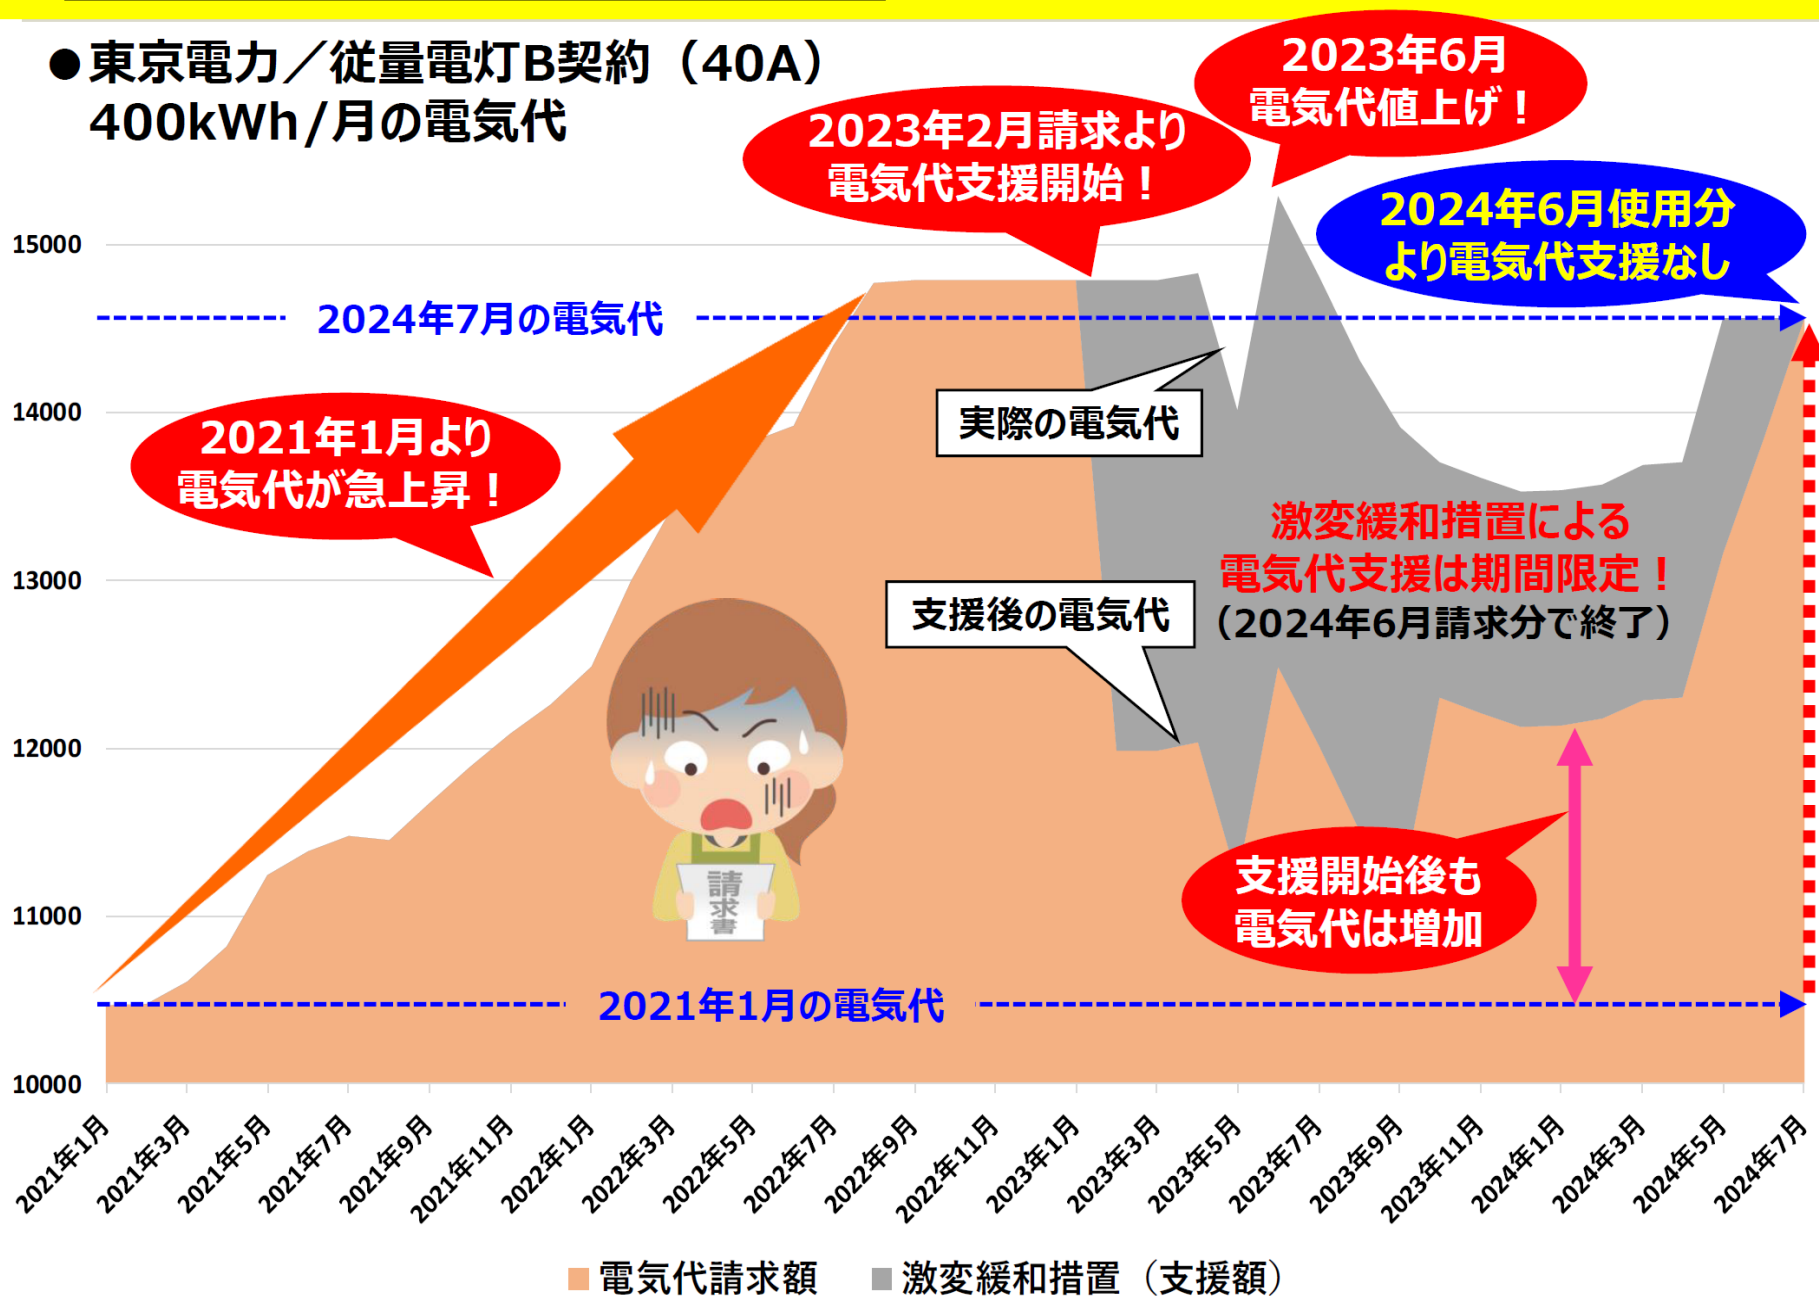 ●東京電力／従量電灯B契約（40A）
400kWh/月の電気代
2023年6月
電気代値上げ！
2023年2月請求より
電気代支援開始！
2024年6月使用分
より電気代支援なし
2024年7月の電気代
2021年1月より
電気代が急上昇！
実際の電気代
支援後の電気代
激変緩和措置による
電気代支援は期間限定！
（2024年6月請求分で終了）
支援開始後も
電気代は増加
請求書
2021年1月の電気代
15000
14000
13000
12000
11000
10000
2021年1月
2021年3月
2021年5月
2021年7月
2021年9月
2021年11月
2022年1月
2022年3月
2022年5月
2022年7月
2022年9月
2022年11月
2023年1月
2023年3月
2023年5月
2023年7月
2023年9月
2023年11月
2024年1月
2024年3月
2024年5月
2024年7月
電気代請求額
激変緩和措置（支援額）